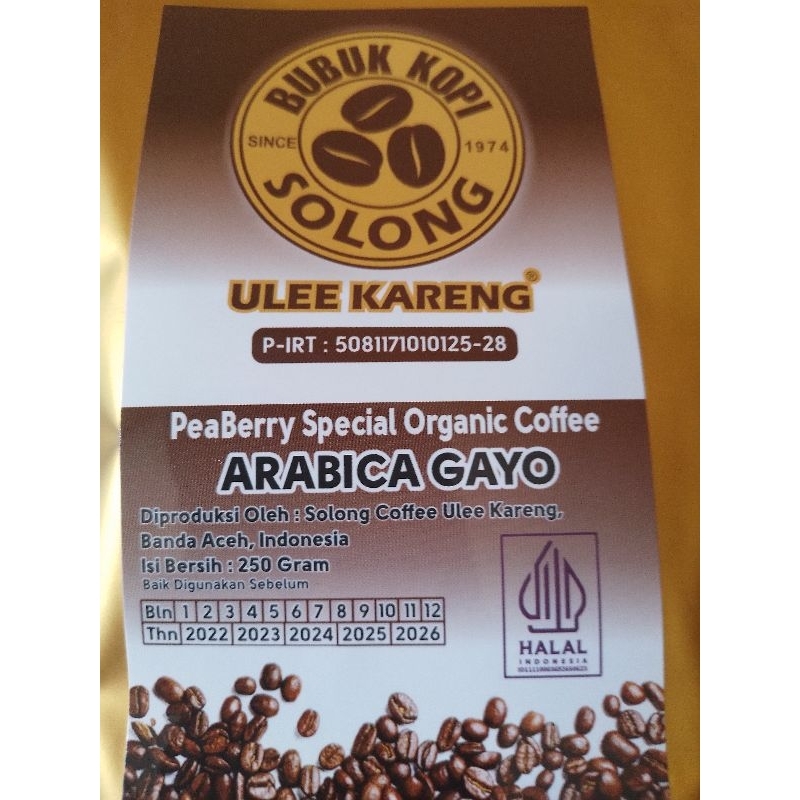 BUBUK KOPI
SINCE 1974
SOLONG
ULEE KARENG®
P-IRT : 5081171010125-28
PeaBerry Special Organic Coffee
ARABICA GAYO
Diproduksi Oleh : Solong Coffee Ulee Kareng,
Banda Aceh, Indonesia
Isi Bersih : 250 Gram
Baik Digunakan Sebelum
Bln 1 2 3 4 5 6 7 8 9 10 11 12
Thn 2022 2023 2024 2025 2026
HALAL
INDONESIA